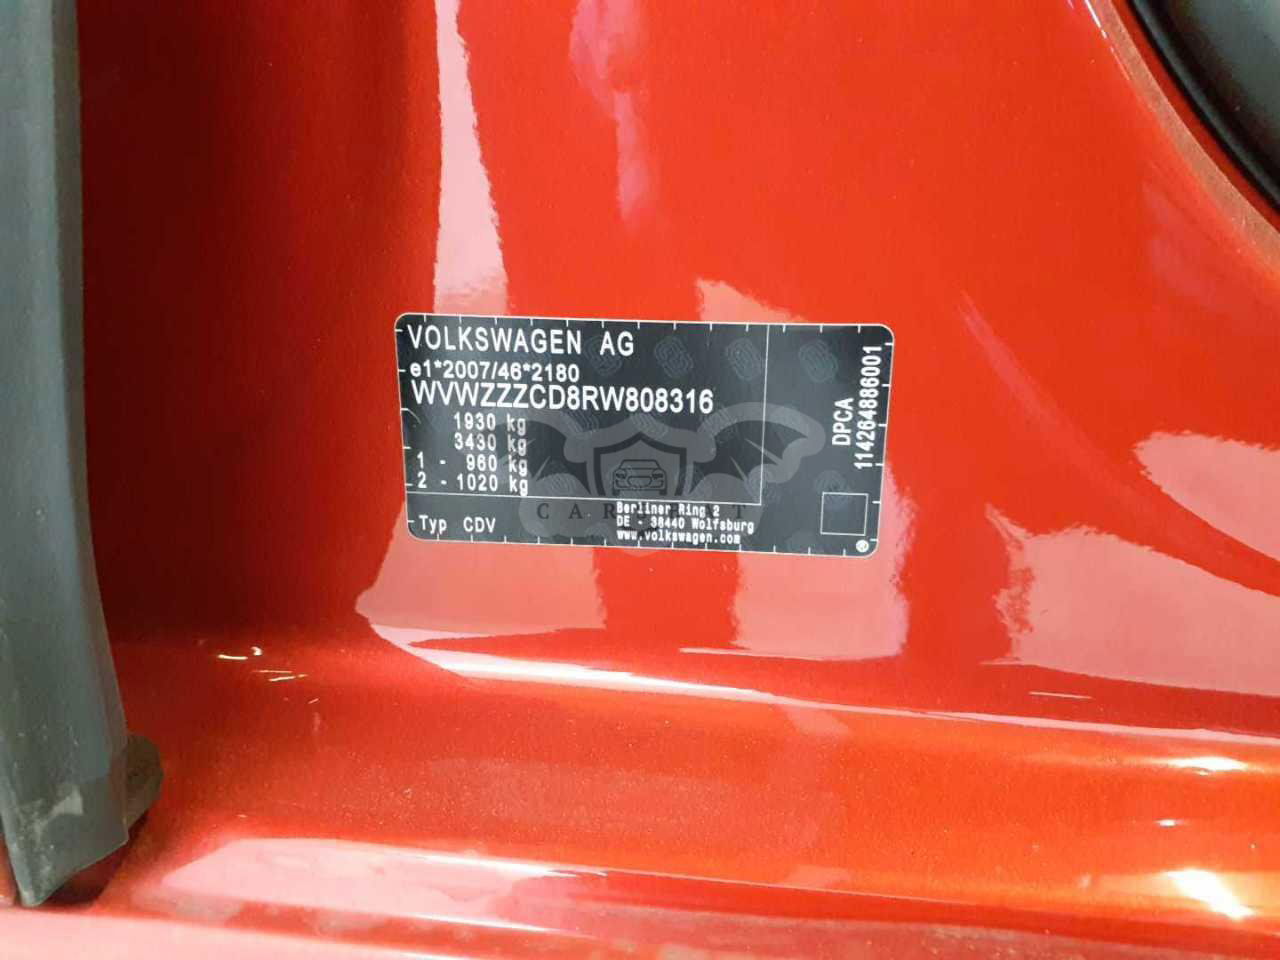 VOLKSWAGEN AG
e1*2007/46*2180
WVWZZZCD8RW808316
1930 kg
3430 kg
1 - 960 kg
2 - 1020 kg
Typ CDV
Berliner Ring 2
DE - 38440 Wolfsburg
www.volkswagen.com
DPCA
114264886001
®